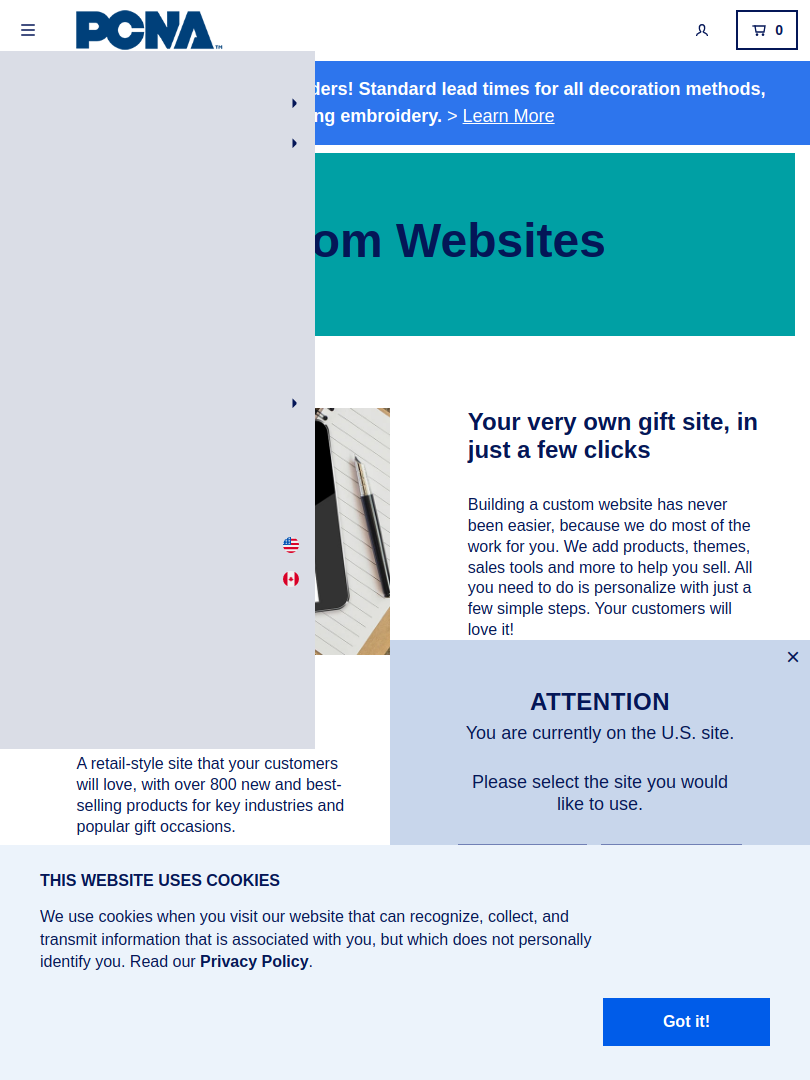 PCNA™
0
ders! Standard lead times for all decoration methods,
ng embroidery. > Learn More
om Websites
Your very own gift site, in
just a few clicks
Building a custom website has never
been easier, because we do most of the
work for you. We add products, themes,
sales tools and more to help you sell. All
you need to do is personalize with just a
few simple steps. Your customers will
love it!
ATTENTION
You are currently on the U.S. site.
Please select the site you would
like to use.
A retail-style site that your customers
will love, with over 800 new and best-
selling products for key industries and
popular gift occasions.
THIS WEBSITE USES COOKIES
We use cookies when you visit our website that can recognize, collect, and
transmit information that is associated with you, but which does not personally
identify you. Read our Privacy Policy.
Got it!